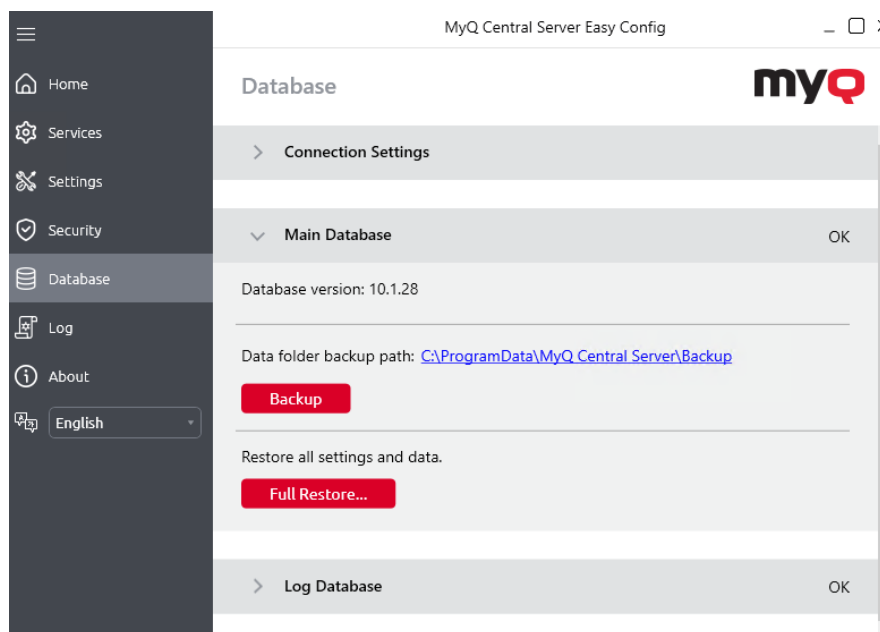 MyQ Central Server Easy Config
Home
Services
Settings
Security
Database
Log
About
English
Database
myQ
Connection Settings
Main Database OK
Database version: 10.1.28
Data folder backup path: C:\ProgramData\MyQ Central Server\Backup
Backup
Restore all settings and data.
Full Restore...
Log Database OK